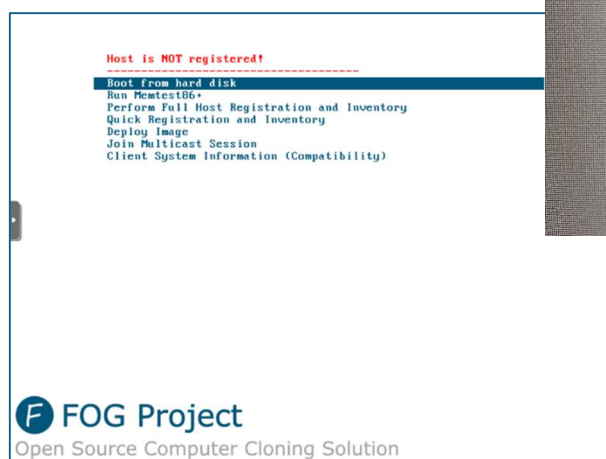 Host is NOT registered!
-------------------------------------
Boot from hard disk
Run Memtest86+
Perform Full Host Registration and Inventory
Quick Registration and Inventory
Deploy Image
Join Multicast Session
Client System Information (Compatibility)
FOG Project
Open Source Computer Cloning Solution